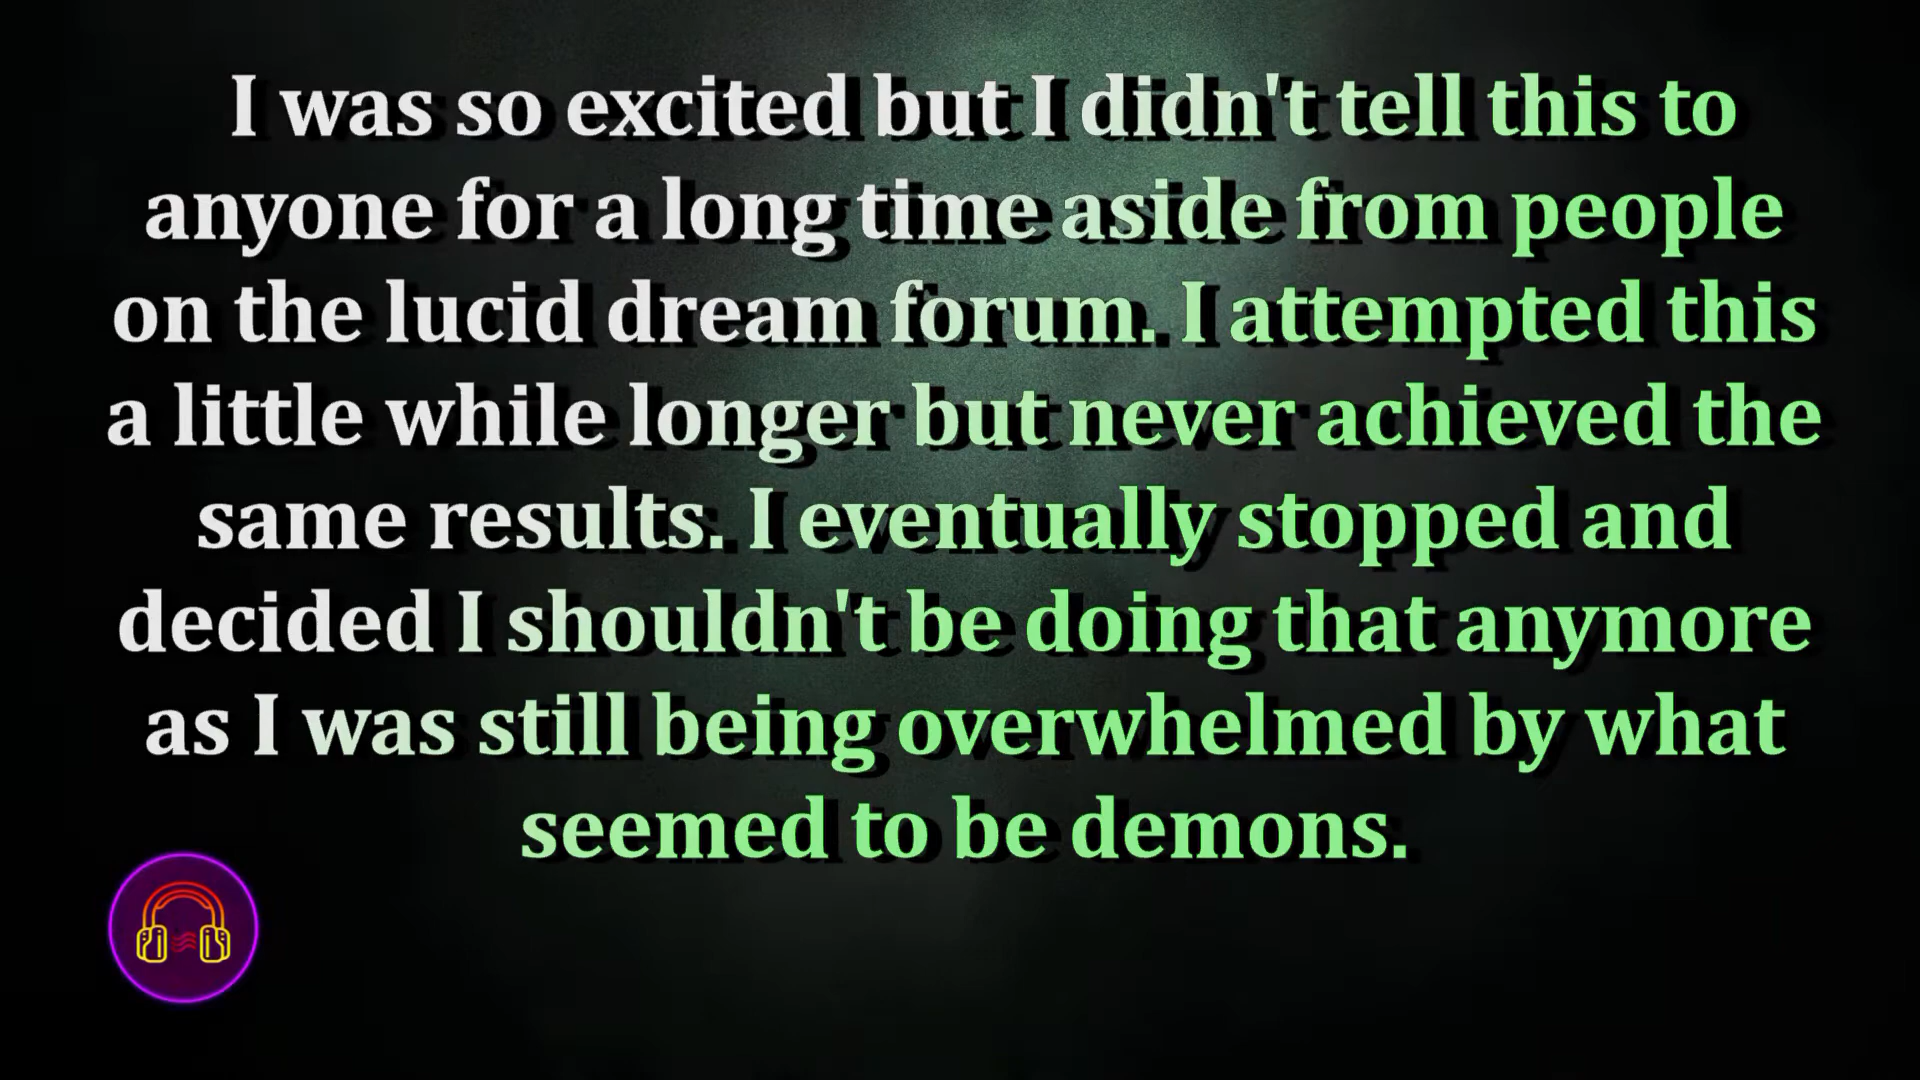 I was so excited but I didn't tell this to
anyone for a long time aside from people
on the lucid dream forum. I attempted this
a little while longer but never achieved the
same results. I eventually stopped and
decided I shouldn't be doing that anymore
as I was still being overwhelmed by what
seemed to be demons.